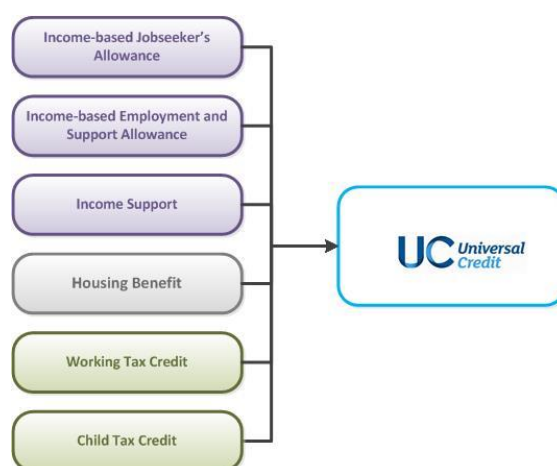 Income-based Jobseeker's
Allowance
Income-based Employment and
Support Allowance
Income Support
Housing Benefit
Working Tax Credit
Child Tax Credit
UC Universal
Credit